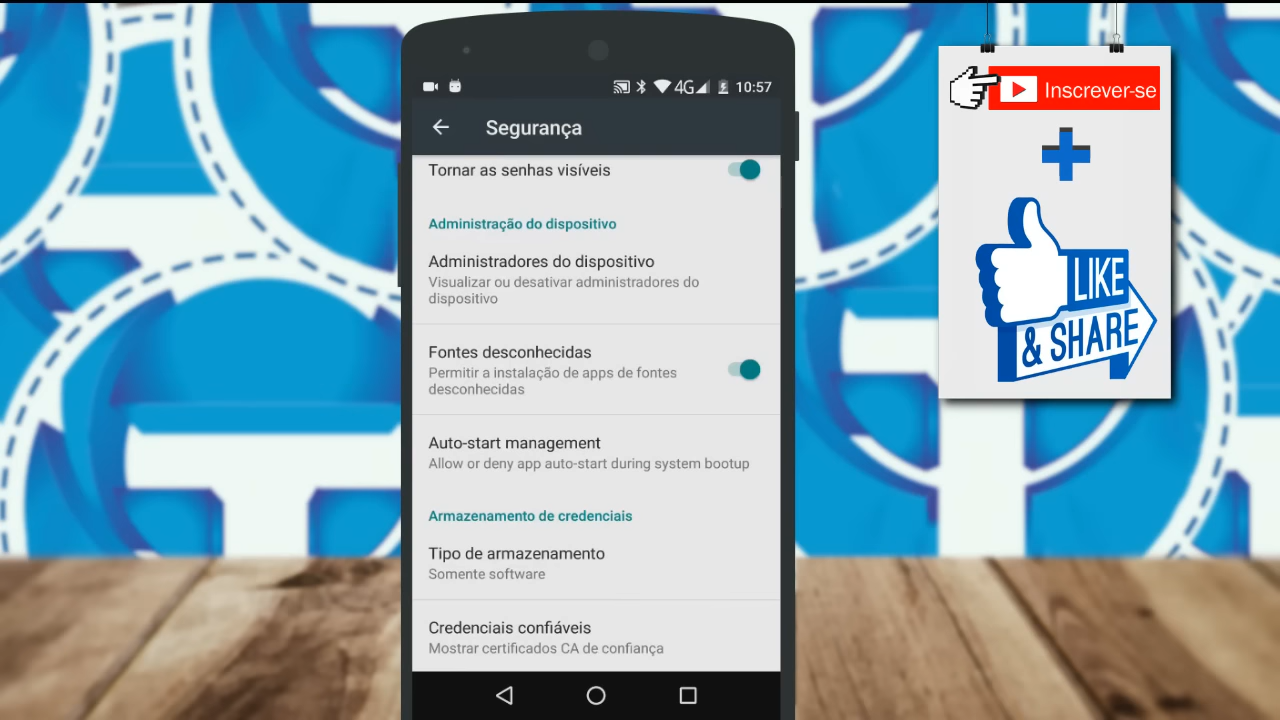 4G 10:57
Segurança
Tornar as senhas visíveis
Administração do dispositivo
Administradores do dispositivo
Visualizar ou desativar administradores do
dispositivo
Fontes desconhecidas
Permitir a instalação de apps de fontes
desconhecidas
Auto-start management
Allow or deny app auto-start during system bootup
Armazenamento de credenciais
Tipo de armazenamento
Somente software
Credenciais confiáveis
Mostrar certificados CA de confiança
Inscrever-se
LIKE
& SHARE